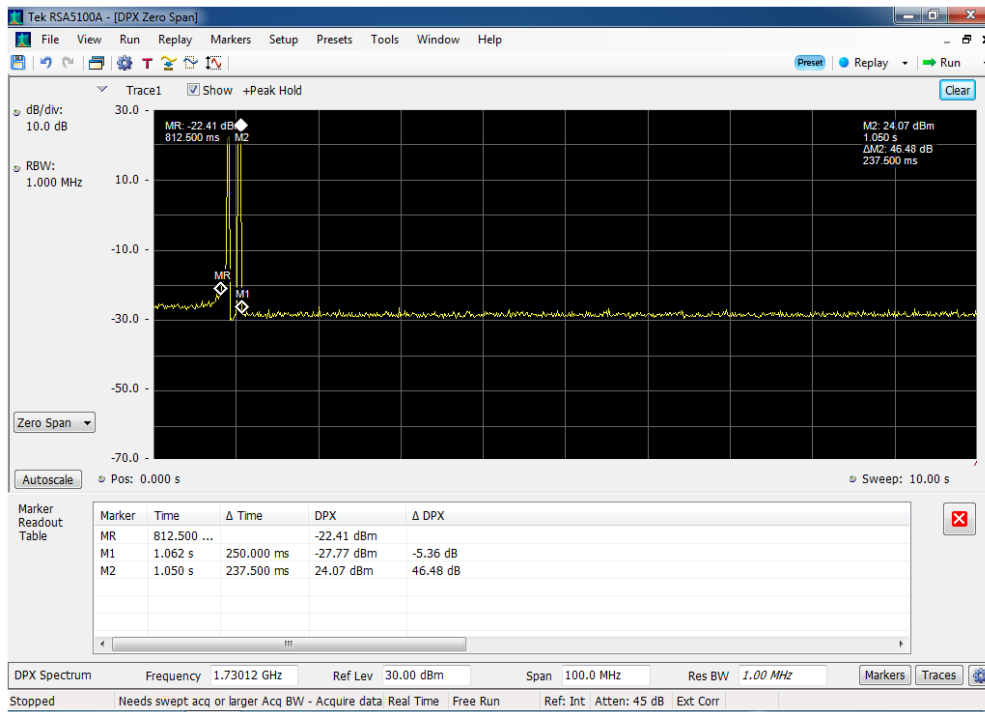 Tek RSA5100A - [DPX Zero Span]
File View Run Replay Markers Setup Presets Tools Window Help
T Preset Replay Run
Trace1 Show +Peak Hold Clear
dB/div:
10.0 dB
RBW:
1.000 MHz
30.0 -
10.0 -
-10.0 -
-30.0 -
-50.0 -
-70.0 -
MR: -22.41 dB
812.500 ms M2
M2: 24.07 dBm
1.050 s
ΔM2: 46.48 dB
237.500 ms
MR
M1
Zero Span
Autoscale Pos: 0.000 s Sweep: 10.00 s
Marker
Readout
Table
Marker Time Δ Time DPX Δ DPX
MR 812.500 ... -22.41 dBm
M1 1.062 s 250.000 ms -27.77 dBm -5.36 dB
M2 1.050 s 237.500 ms 24.07 dBm 46.48 dB
DPX Spectrum Frequency 1.73012 GHz Ref Lev 30.00 dBm Span 100.0 MHz Res BW 1.00 MHz Markers Traces
Stopped Needs swept acq or larger Acq BW - Acquire data Real Time Free Run Ref: Int Atten: 45 dB Ext Corr